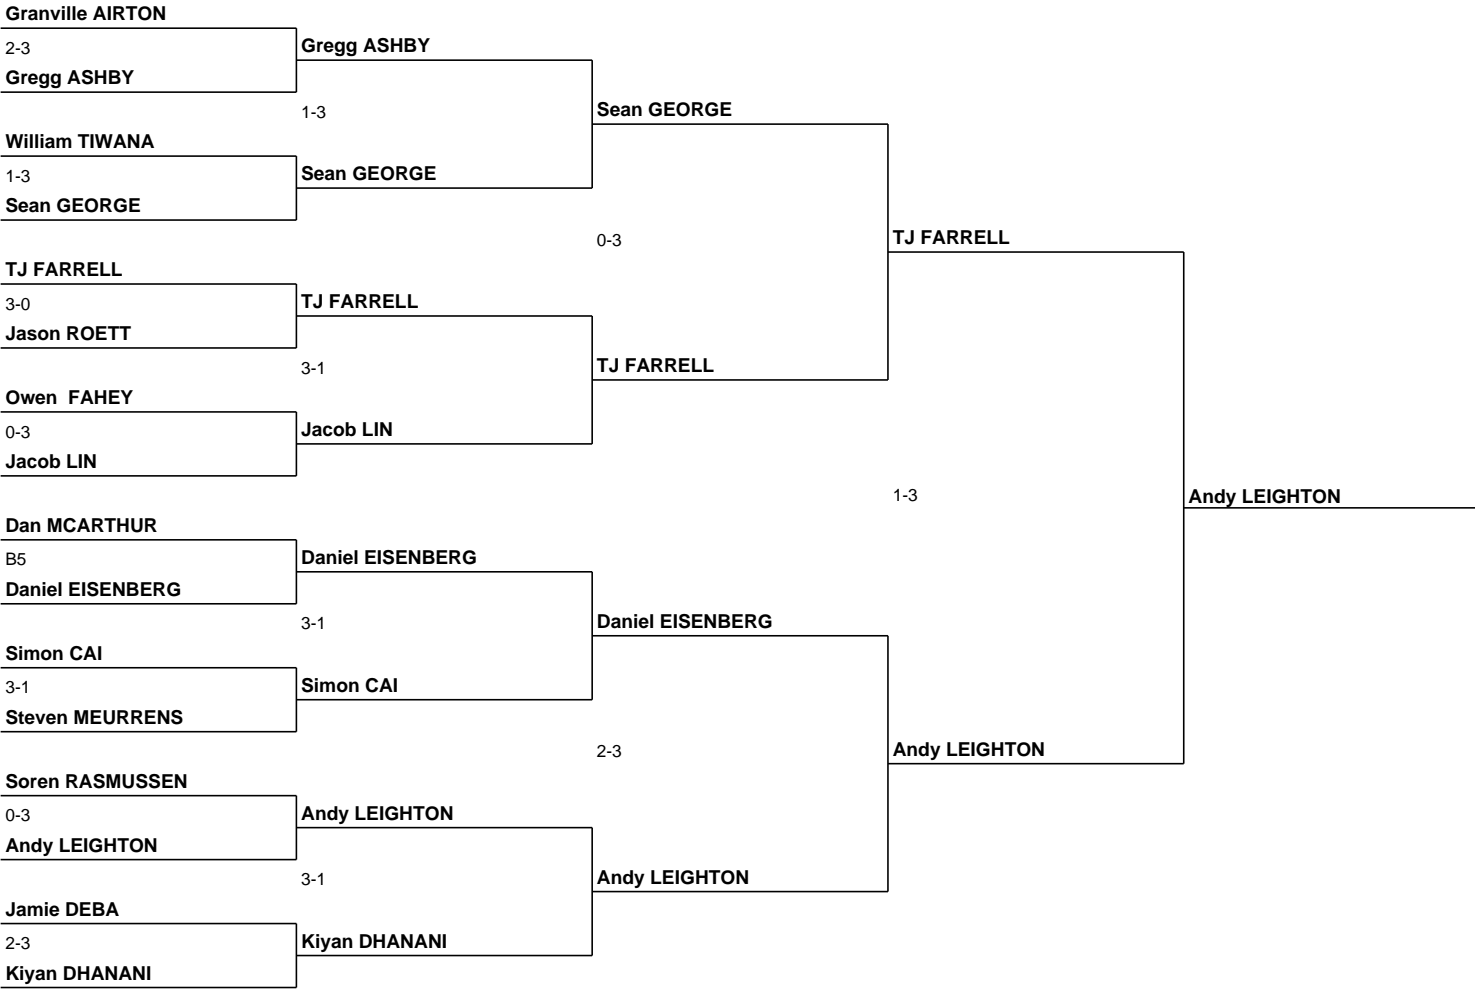 Granville AIRTON
2-3
Gregg ASHBY
William TIWANA
1-3
Sean GEORGE
TJ FARRELL
3-0
Jason ROETT
Owen  FAHEY
0-3
Jacob LIN
Dan MCARTHUR
B5
Daniel EISENBERG
Simon CAI
3-1
Steven MEURRENS
Soren RASMUSSEN
0-3
Andy LEIGHTON
Jamie DEBA
2-3
Kiyan DHANANI
Gregg ASHBY
1-3
Sean GEORGE
TJ FARRELL
3-1
Jacob LIN
Daniel EISENBERG
3-1
Simon CAI
Andy LEIGHTON
3-1
Kiyan DHANANI
Sean GEORGE
0-3
TJ FARRELL
Daniel EISENBERG
2-3
Andy LEIGHTON
TJ FARRELL
1-3
Andy LEIGHTON
Andy LEIGHTON